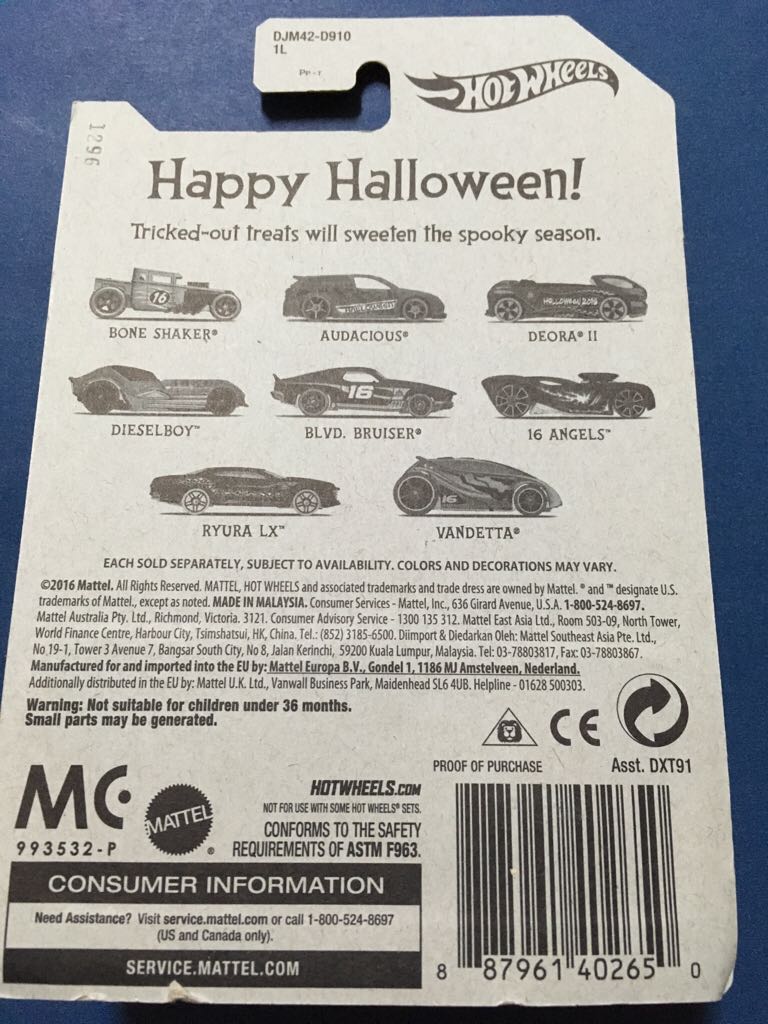 DJM42-D910
1L
HOT WHEELS
1296
Happy Halloween!
Tricked-out treats will sweeten the spooky season.
16
HALLOWEEN
HALLOWEEN 2016
BONE SHAKER®
AUDACIOUS®
DEORA® II
16
DIESELBOY™
BLVD. BRUISER®
16 ANGELS™
16
RYURA LX™
VANDETTA®
EACH SOLD SEPARATELY, SUBJECT TO AVAILABILITY. COLORS AND DECORATIONS MAY VARY.
©2016 Mattel. All Rights Reserved. MATTEL, HOT WHEELS and associated trademarks and trade dress are owned by Mattel. ® and ™ designate U.S.
trademarks of Mattel., except as noted. MADE IN MALAYSIA. Consumer Services - Mattel, Inc., 636 Girard Avenue, U.S.A. 1-800-524-8697.
Mattel Australia Pty. Ltd., Richmond, Victoria. 3121. Consumer Advisory Service - 1300 135 312. Mattel East Asia Ltd., Room 503-09, North Tower,
World Finance Centre, Harbour City, Tsimshatsui, HK, China. Tel.: (852) 3185-6500. Diimport & Diedarkan Oleh: Mattel Southeast Asia Pte. Ltd.,
No 19-1, Tower 3 Avenue 7, Bangsar South City, No 8, Jalan Kerinchi, 59200 Kuala Lumpur, Malaysia. Tel: 03-78803817, Fax: 03-78803867.
Manufactured for and imported into the EU by: Mattel Europa B.V., Gondel 1, 1186 MJ Amstelveen, Nederland.
Additionally distributed in the EU by: Mattel U.K. Ltd., Vanwall Business Park, Maidenhead SL6 4UB. Helpline - 01628 500303.
Warning: Not suitable for children under 36 months.
Small parts may be generated.
CE
PROOF OF PURCHASE
Asst. DXT91
MC
993532-P
MATTEL®
HOTWHEELS.COM
NOT FOR USE WITH SOME HOT WHEELS® SETS.
CONFORMS TO THE SAFETY
REQUIREMENTS OF ASTM F963.
CONSUMER INFORMATION
Need Assistance? Visit service.mattel.com or call 1-800-524-8697
(US and Canada only).
SERVICE.MATTEL.COM
8 87961 40265 0